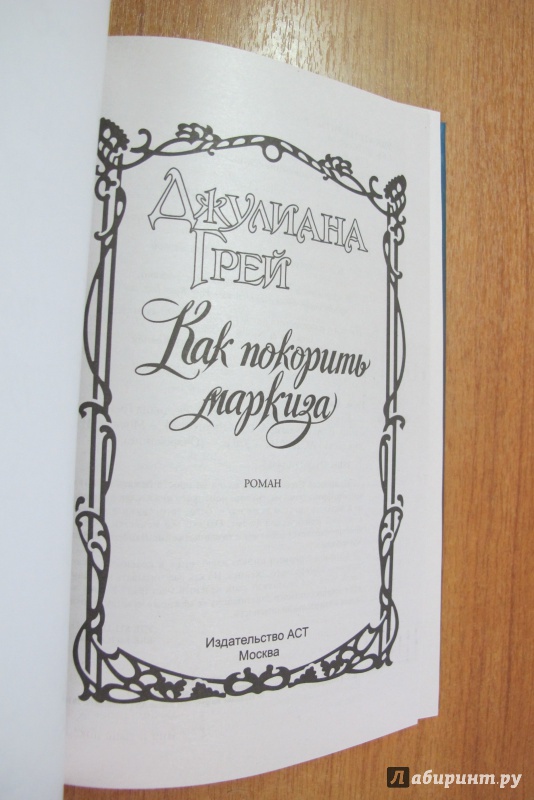 Джулиана
Грей
Как покорить
маркиза
РОМАН
Издательство АСТ
Москва
Лабиринт.ру